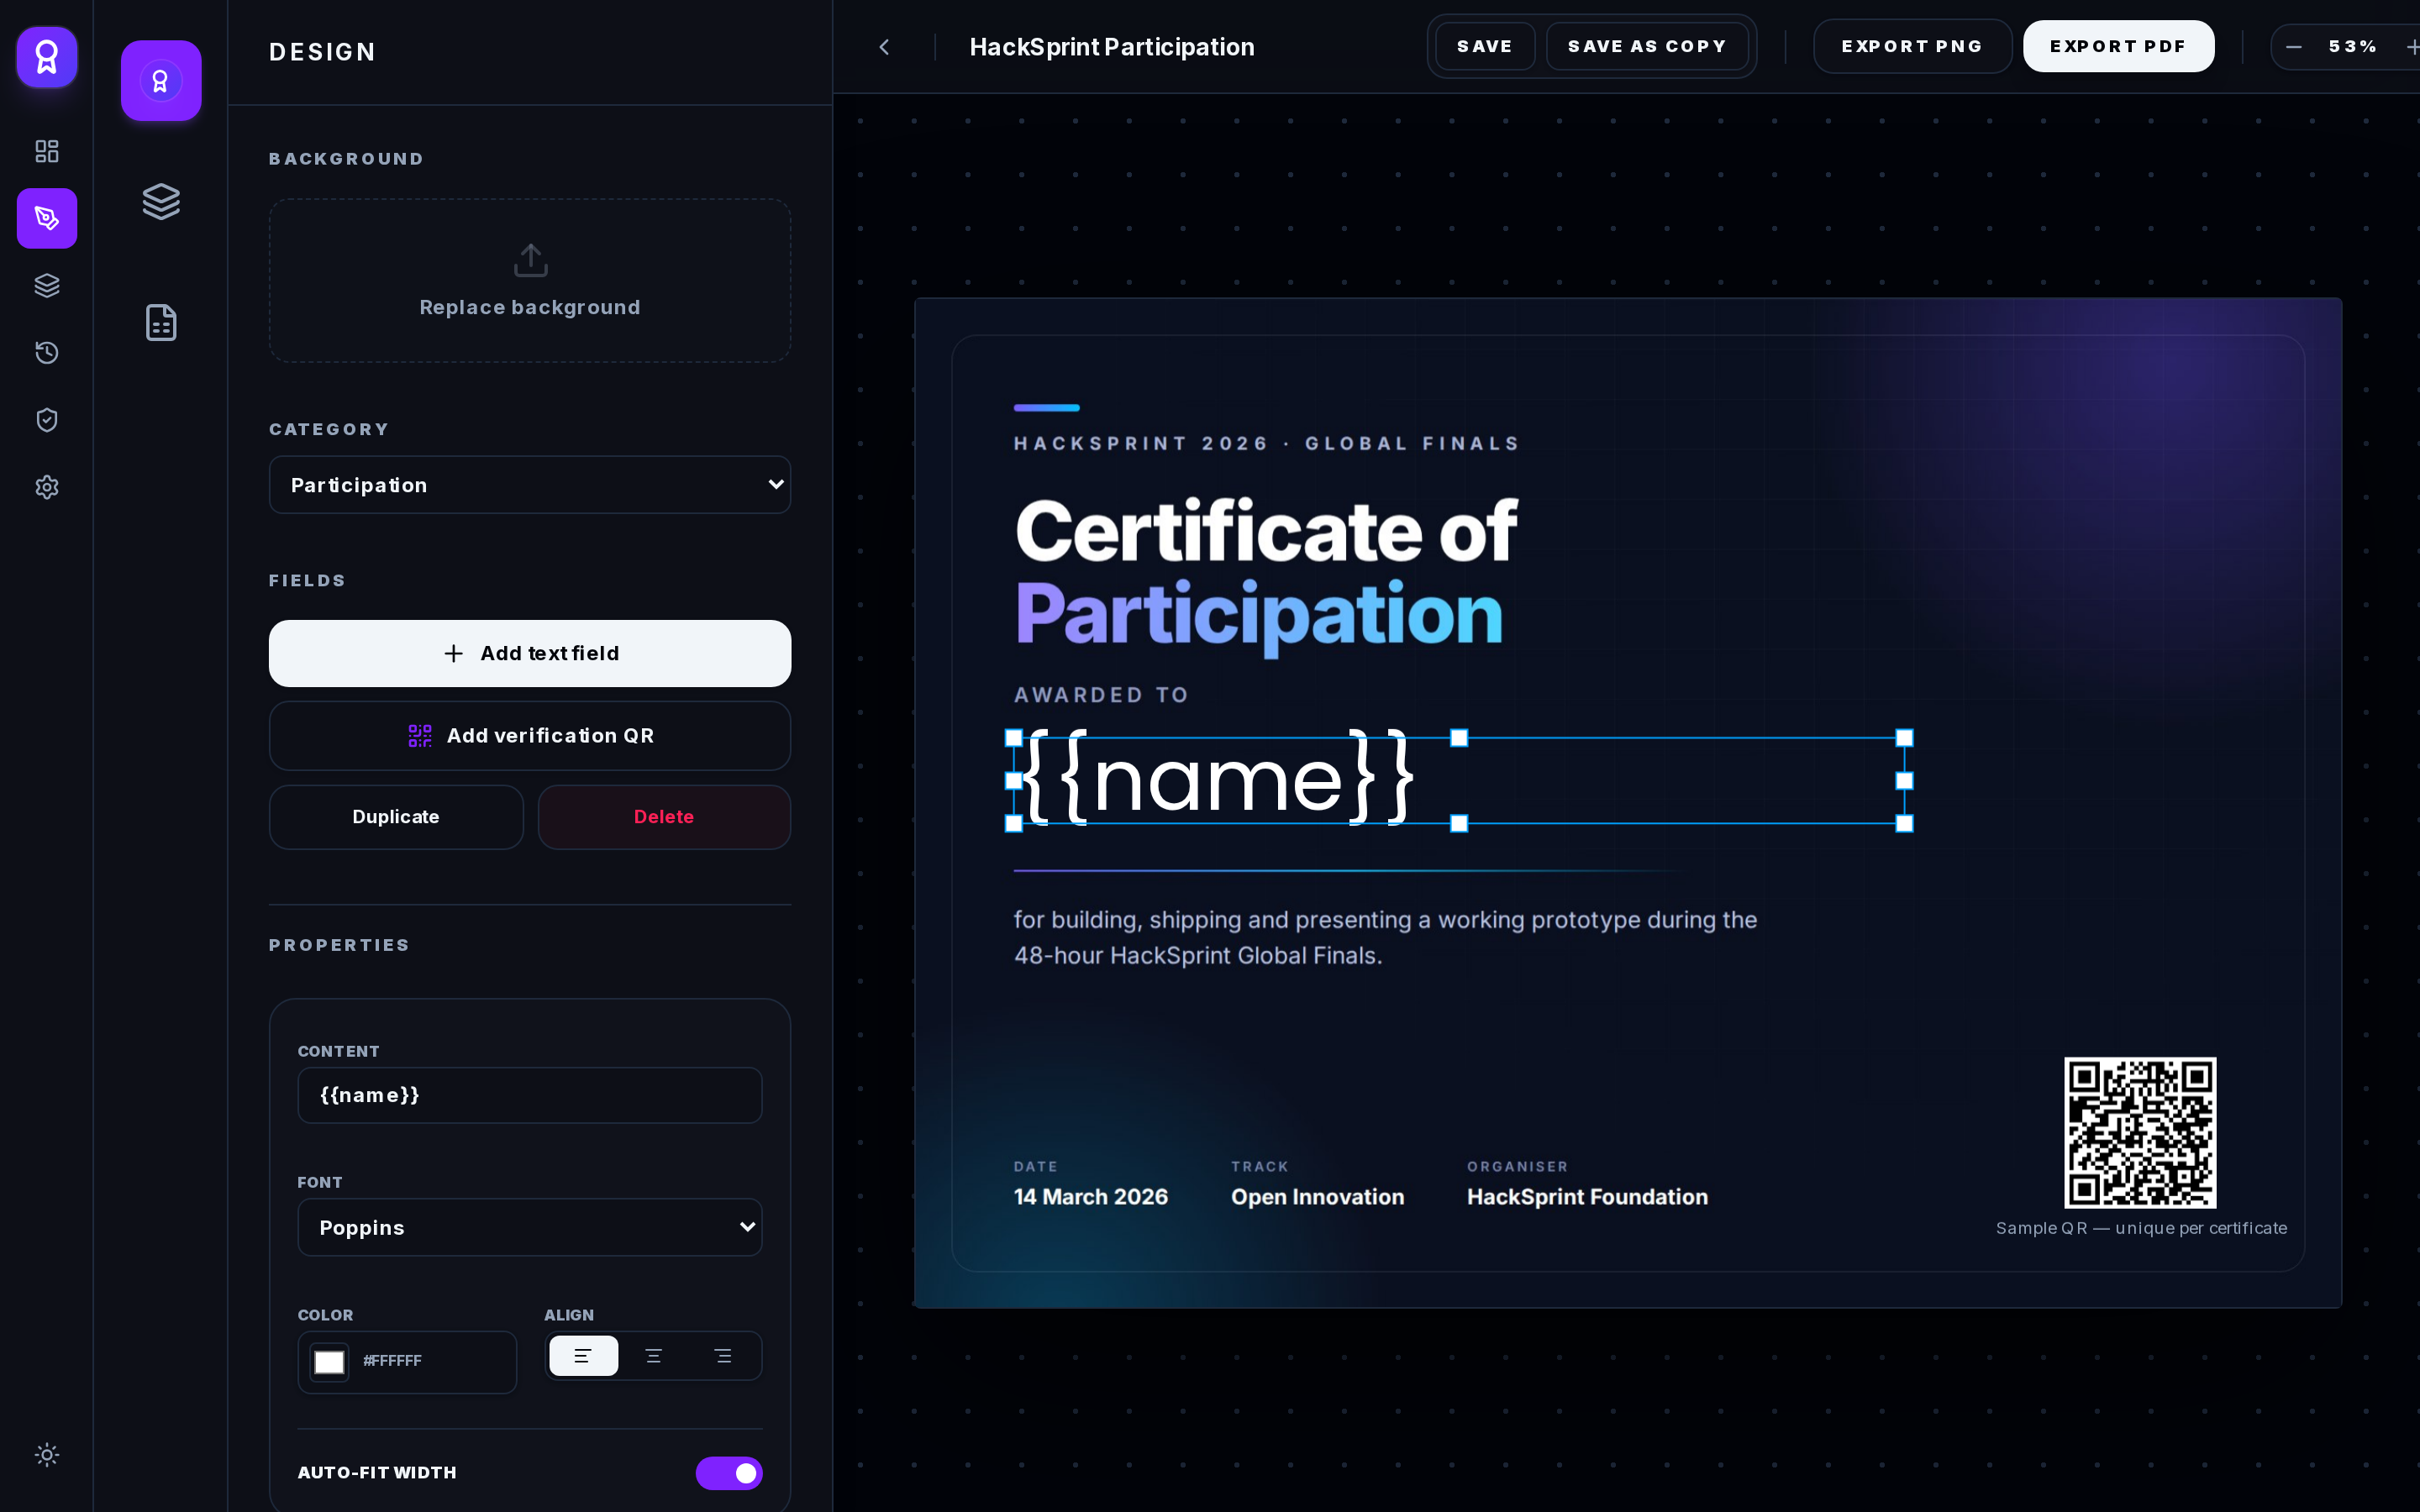 DESIGN
BACKGROUND
Replace background
CATEGORY
Participation
FIELDS
Add text field
Add verification QR
Duplicate
Delete
PROPERTIES
CONTENT
{{name}}
FONT
Poppins
COLOR
ALIGN
#FFFFFF
AUTO-FIT WIDTH
HackSprint Participation
SAVE
SAVE AS COPY
EXPORT PNG
EXPORT PDF
53%
HACKSPRINT 2026 · GLOBAL FINALS
Certificate of
Participation
AWARDED TO
{{name}}
for building, shipping and presenting a working prototype during the
48-hour HackSprint Global Finals.
DATE
14 March 2026
TRACK
Open Innovation
ORGANISER
HackSprint Foundation
Sample QR — unique per certificate